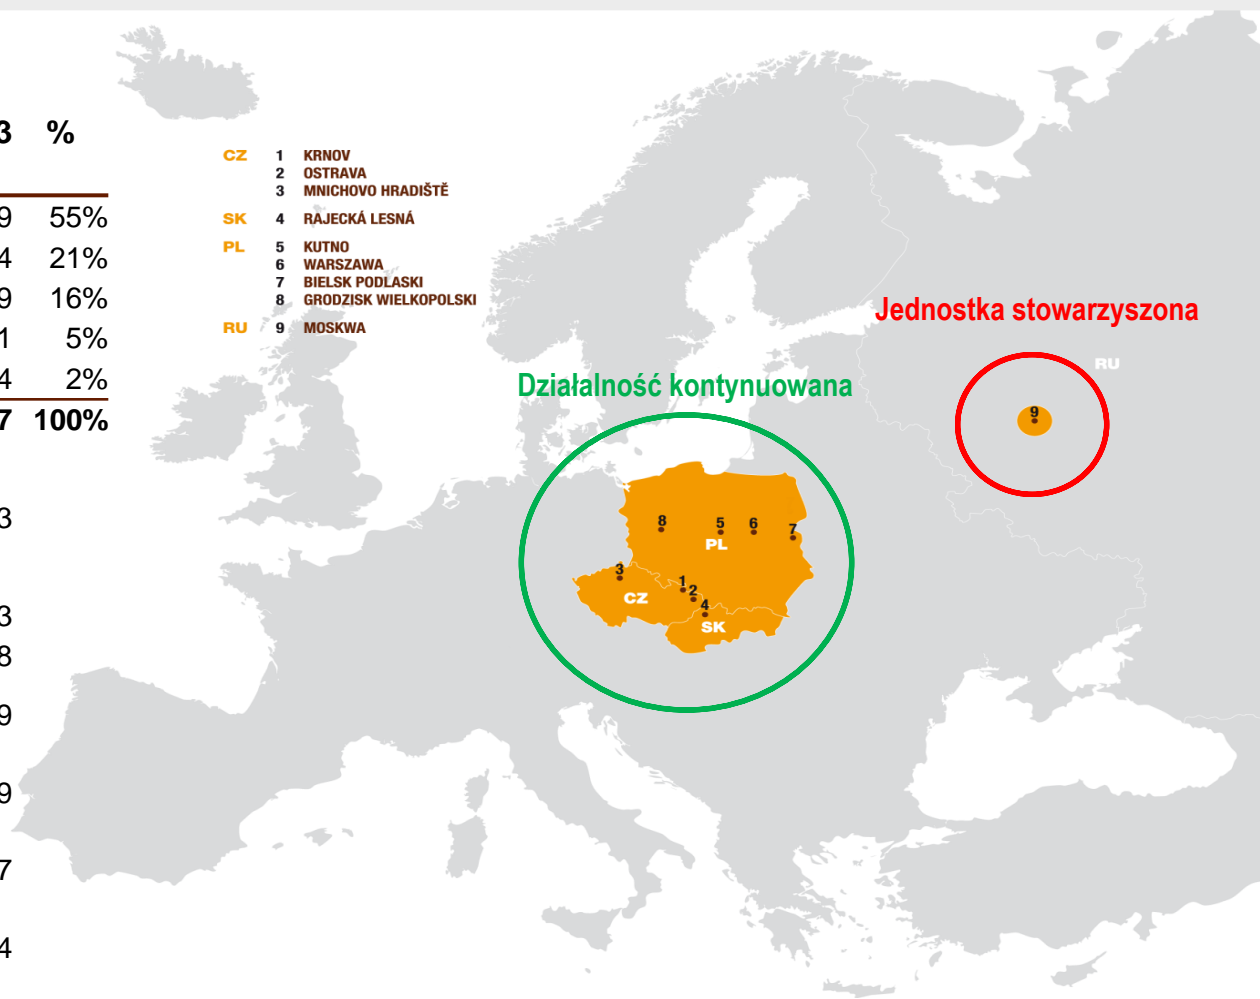 3 %
9 55%
4 21%
9 16%
1 5%
4 2%
7 100%
3
3
8
9
9
7
4
CZ 1 KRNOV
2 OSTRAVA
3 MNICHOVO HRADIŠTĚ
SK 4 RAJECKÁ LESNÁ
PL 5 KUTNO
6 WARSZAWA
7 BIELSK PODLASKI
8 GRODZISK WIELKOPOLSKI
RU 9 MOSKWA
Jednostka stowarzyszona
RU
9
Działalność kontynuowana
8 5 6 7
PL
3 1
2
CZ 4
SK